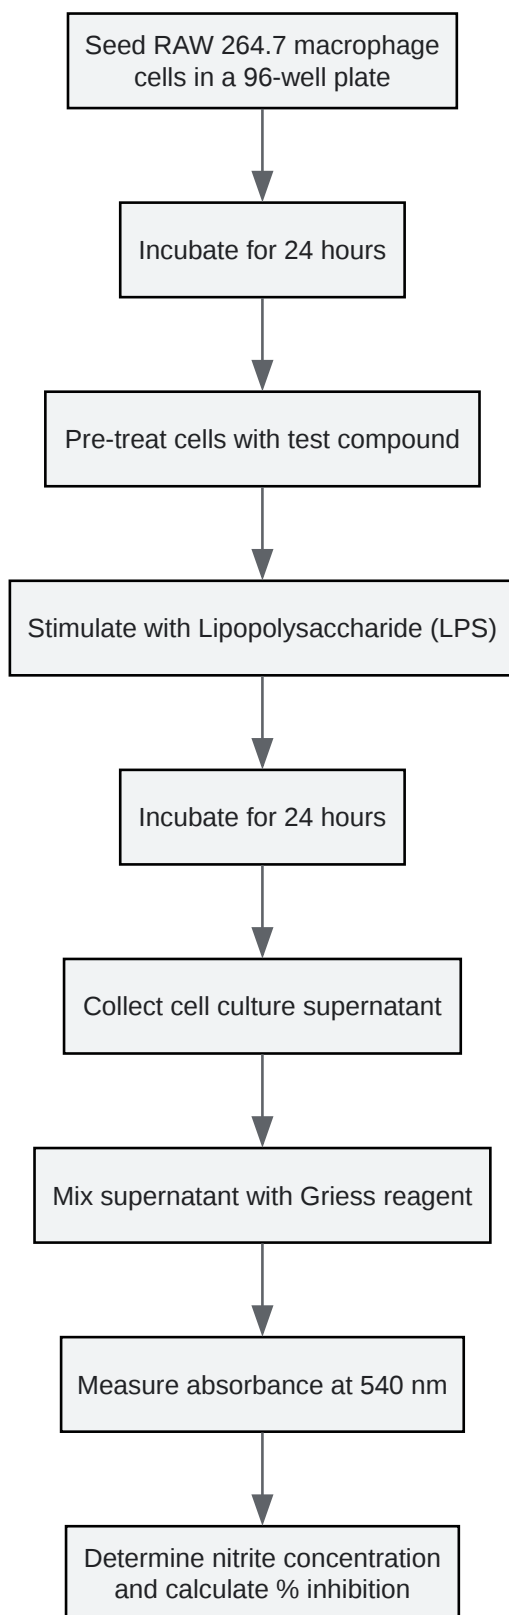 Seed RAW 264.7 macrophage
cells in a 96-well plate
Incubate for 24 hours
Pre-treat cells with test compound
Stimulate with Lipopolysaccharide (LPS)
Incubate for 24 hours
Collect cell culture supernatant
Mix supernatant with Griess reagent
Measure absorbance at 540 nm
Determine nitrite concentration
and calculate % inhibition